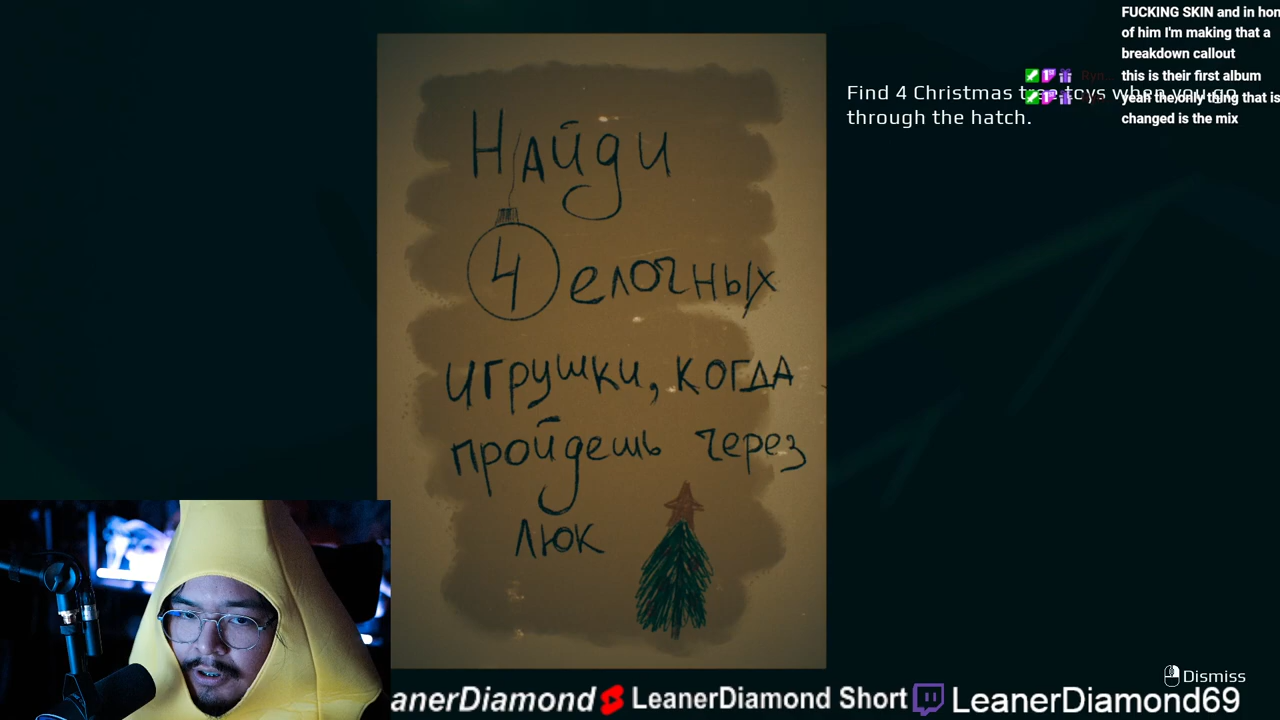 Найди
4 елочных
игрушки, когда
пройдешь через
люк
Find 4 Christmas tree toys when you go
through the hatch.
FUCKING SKIN and in hon
of him I'm making that a
breakdown callout
this is their first album
yeah the only thing that is
changed is the mix
Dismiss
eanerDiamond
LeanerDiamond Short
LeanerDiamond69